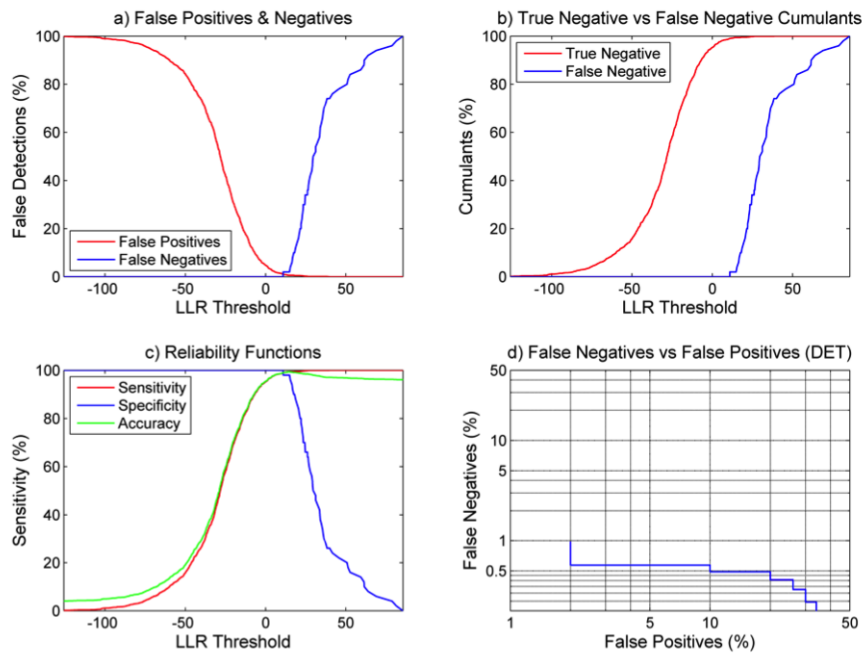 a) False Positives & Negatives
100
80
60
40
20
0
False Detections (%)
False Positives
False Negatives
-100
-50
0
50
LLR Threshold
b) True Negative vs False Negative Cumulants
100
80
60
40
20
0
Cumulants (%)
True Negative
False Negative
-100
-50
0
50
LLR Threshold
c) Reliability Functions
100
80
60
40
20
0
Sensitivity (%)
Sensitivity
Specificity
Accuracy
-100
-50
0
50
LLR Threshold
d) False Negatives vs False Positives (DET)
50
10
5
1
0.5
False Negatives (%)
1
5
10
50
False Positives (%)